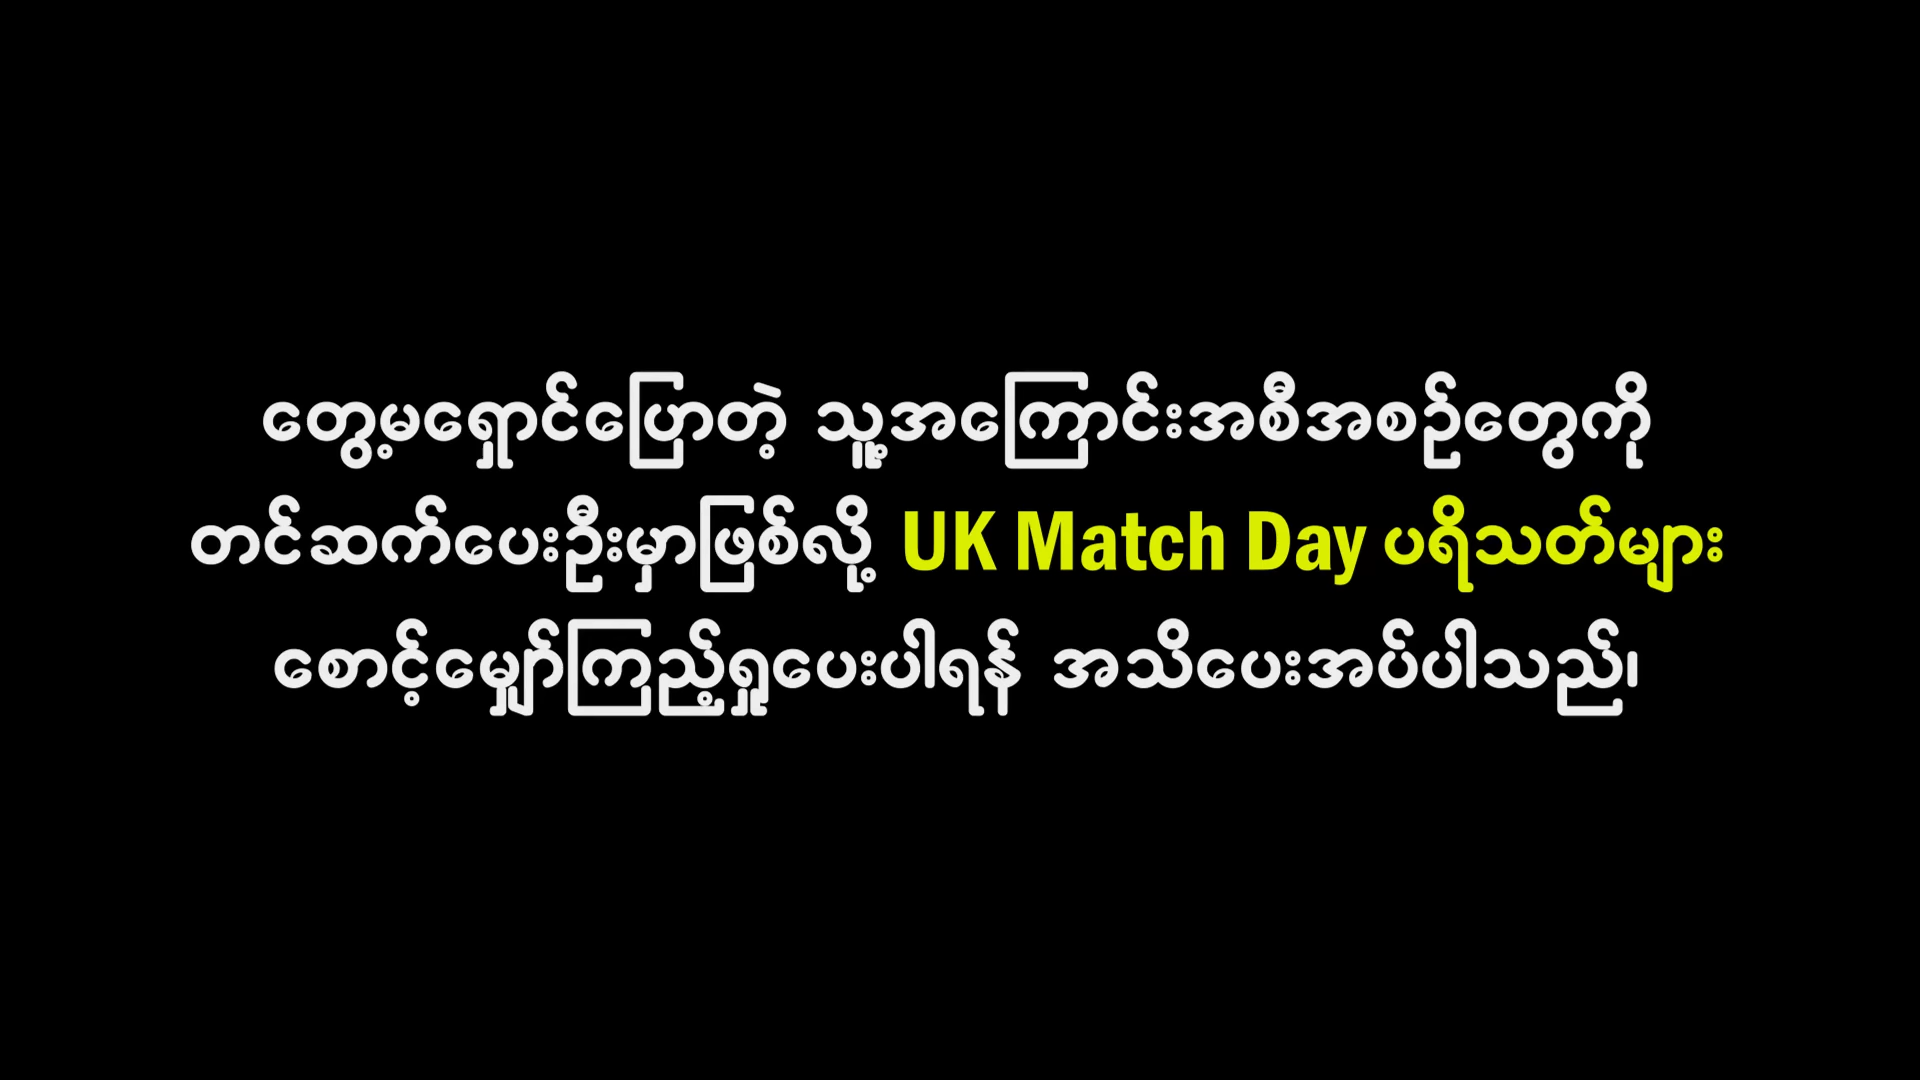 တွေ့မရှောင်ပြောတဲ့ သူ့အကြောင်းအစီအစဉ်တွေကို
တင်ဆက်ပေးဦးမှာဖြစ်လို့ UK Match Day ပရိသတ်များ
စောင့်မျှော်ကြည့်ရှုပေးပါရန် အသိပေးအပ်ပါသည်၊